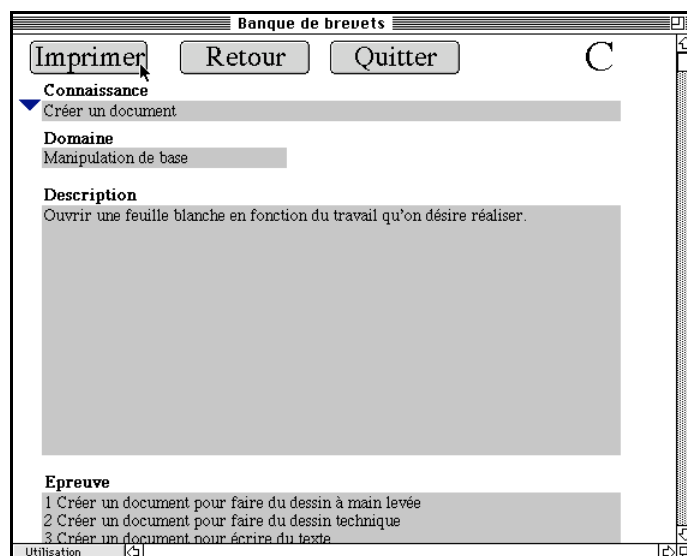 Banque de brevets
Imprimer Retour Quitter C
Connaissance
Créer un document
Domaine
Manipulation de base
Description
Ouvrir une feuille blanche en fonction du travail qu'on désire réaliser.
Epreuve
1 Créer un document pour faire du dessin à main levée
2 Créer un document pour faire du dessin technique
3 Créer un document pour écrire du texte
Utilisation